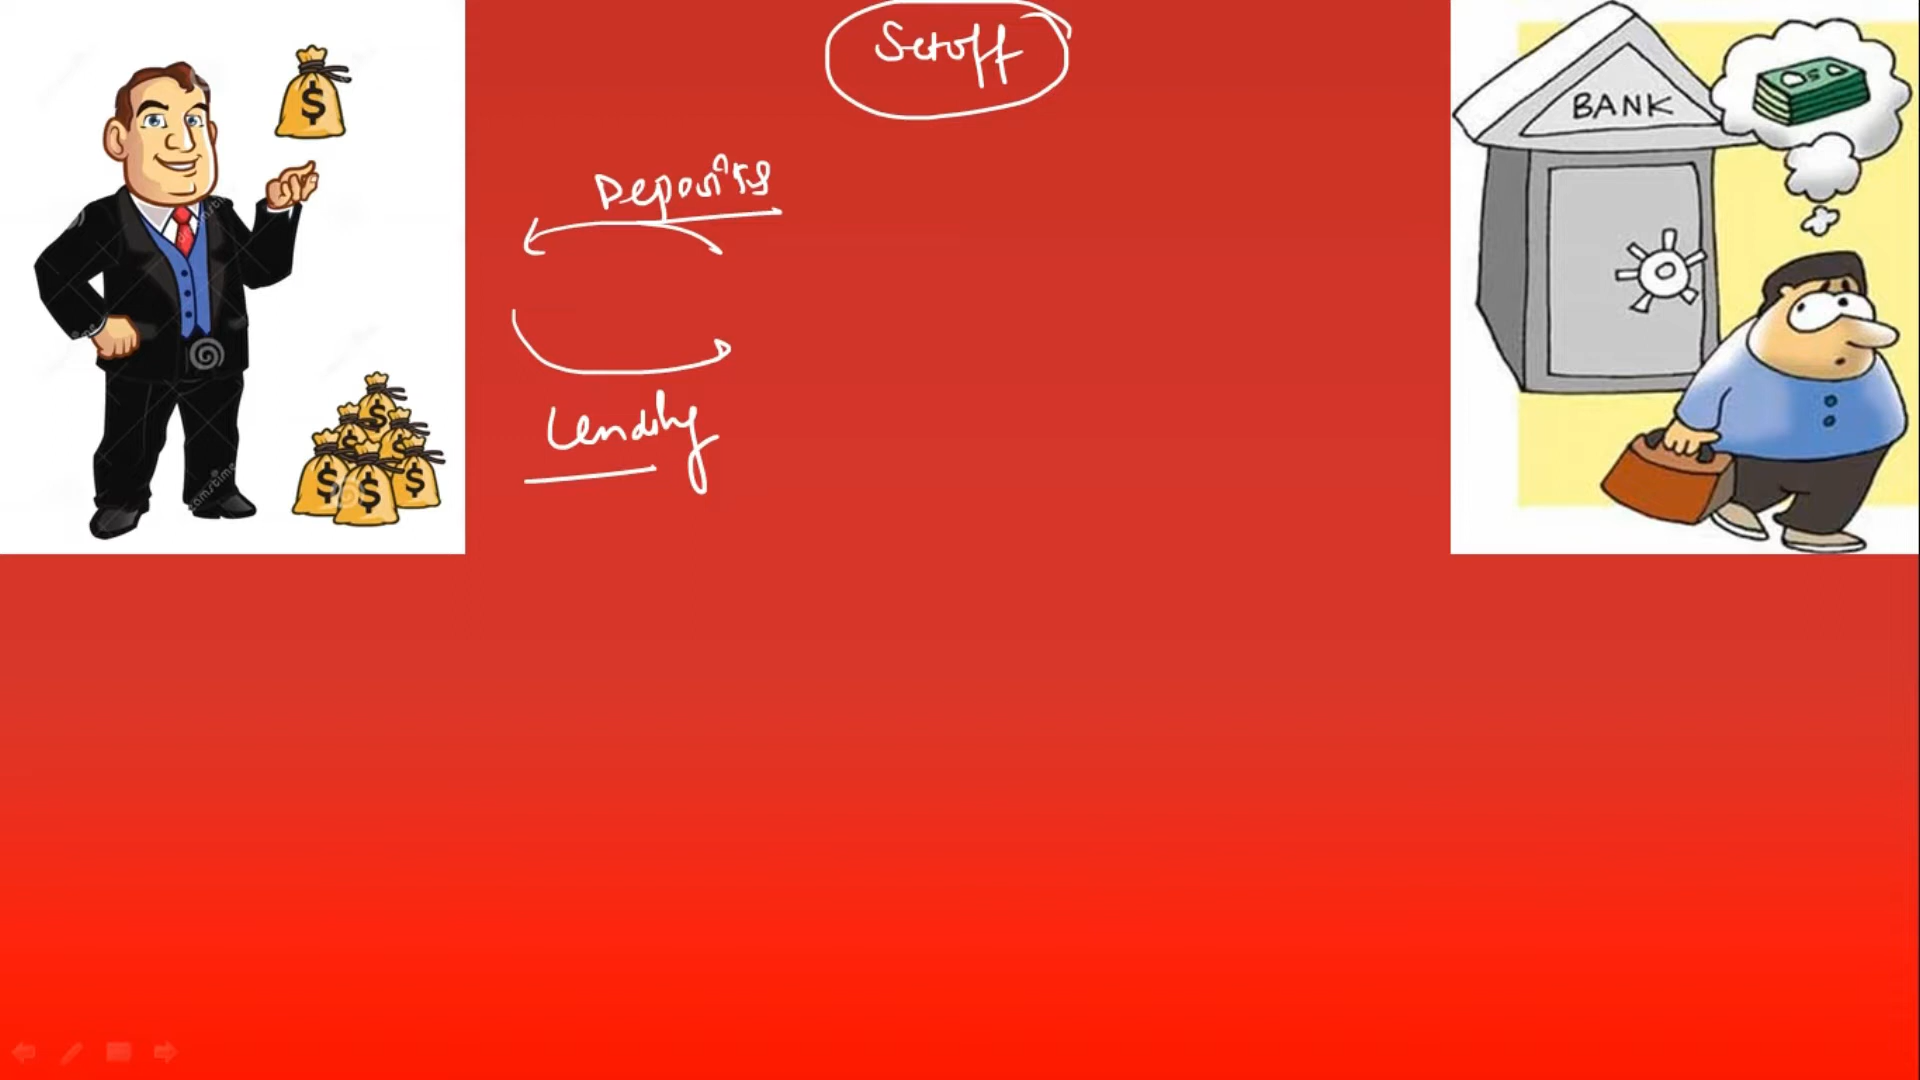 Setoff
BANK
Deposits
Lending
$
$
$
$
$